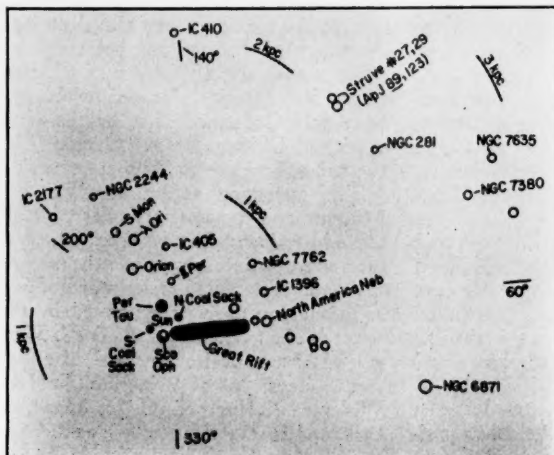 IC 410
140°
2 kpc
Struve #27,29
(ApJ 89, 123)
3 kpc
NGC 281
NGC 7635
NGC 7380
IC 2177
NGC 2244
S Mon
λ Ori
200°
IC 405
1 kpc
Orion
ξ Per
NGC 7762
IC 1396
60°
Per
Tau
N. Coal Sack
North America Neb
Sun
1 kpc
S
Coal
Sack
Sco
Oph
Great Rift
NGC 6871
330°